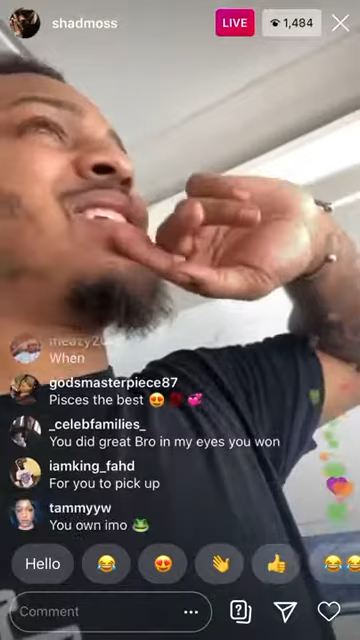 shadmoss
LIVE
1,484
meazy20
When
godsmasterpiece87
Pisces the best 😍🌹💞
_celebfamilies_
You did great Bro in my eyes you won
iamking_fahd
For you to pick up
tammyyw
You own imo 🐸
Hello
Comment